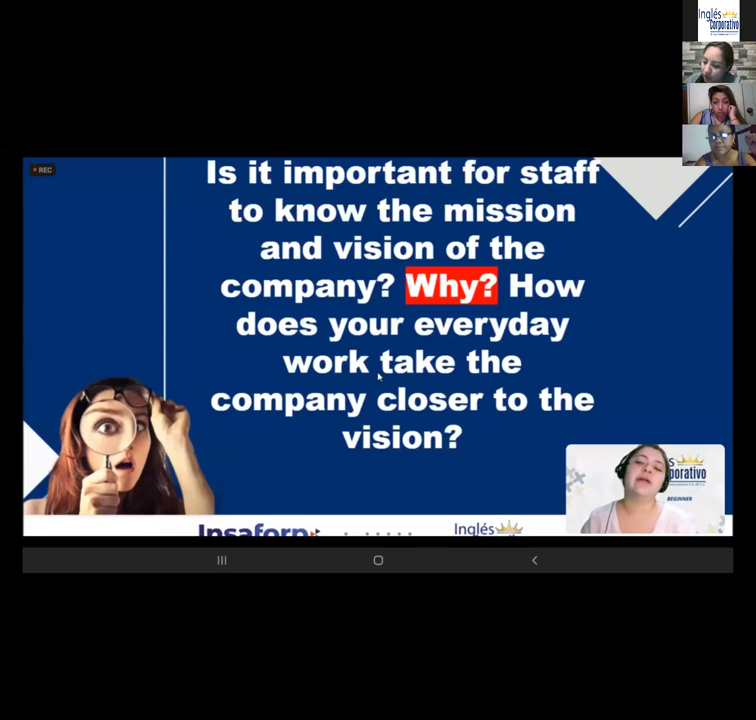 Inglés
Corporativo
REC
Is it important for staff
to know the mission
and vision of the
company? Why? How
does your everyday
work take the
company closer to the
vision?
porativo
BEGINNER
Insaforp
Inglés